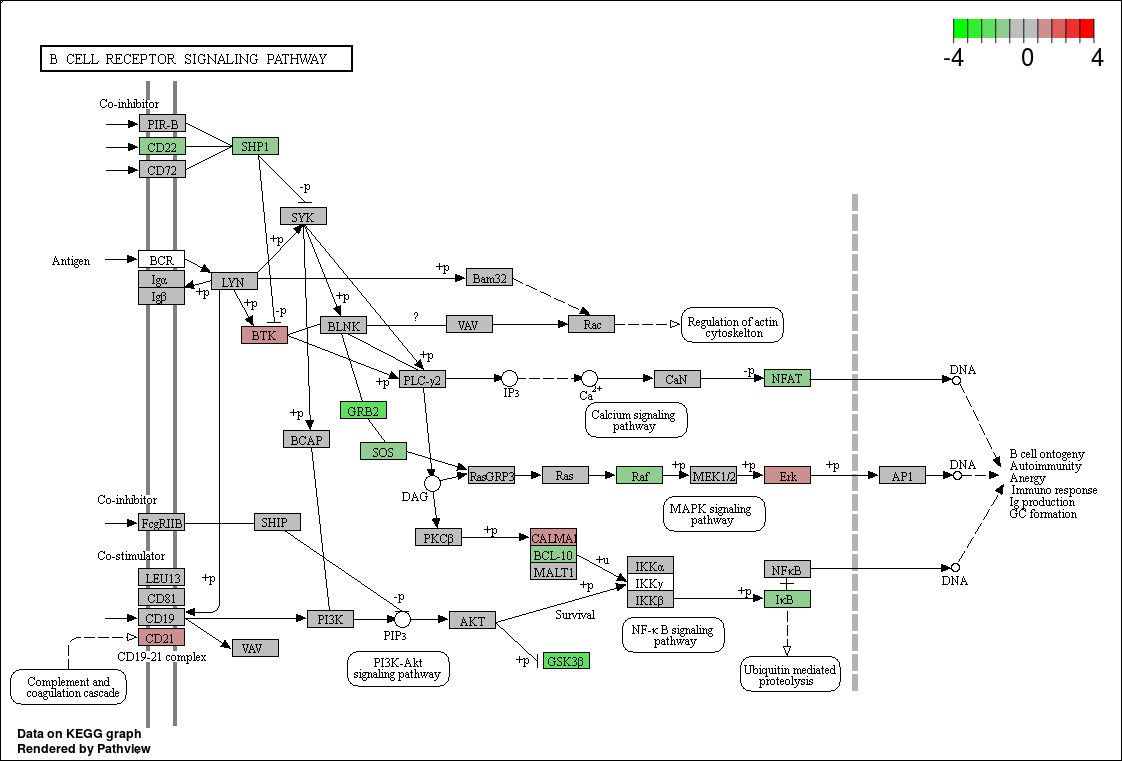 -4 0 4
B CELL RECEPTOR SIGNALING PATHWAY
Co-inhibitor
PIR-B
CD22
SHP1
CD72
-p
SYK
+p
Antigen
BCR
Igα
LYN
+p
Bam32
Igβ
+p
+p
-p
+p
BTK
BLNK
?
VAV
Rac
Regulation of actin
cytoskelton
+p
+p
PLC-γ2
IP3
Ca2+
CaN
-p
NFAT
DNA
GRB2
Calcium signaling
pathway
+p
BCAP
SOS
DAG
RasGRP3
Ras
Raf
+p
MEK1/2
+p
Erk
+p
AP1
DNA
B cell ontogeny
Autoimmunity
Anergy
Immuno response
Ig production
GC formation
MAPK signaling
pathway
Co-inhibitor
FcgRIIB
SHIP
PKCβ
+p
CALMA1
BCL-10
MALT1
+u
+p
IKKα
IKKγ
IKKβ
+p
NFκB
IκB
DNA
Co-stimulator
LEU13
+p
CD81
CD19
CD21
CD19-21 complex
VAV
PI3K
-p
PIP3
AKT
Survival
+p
GSK3β
NF-κ B signaling
pathway
PI3K-Akt
signaling pathway
Ubiquitin mediated
proteolysis
Complement and
coagulation cascade
Data on KEGG graph
Rendered by Pathview